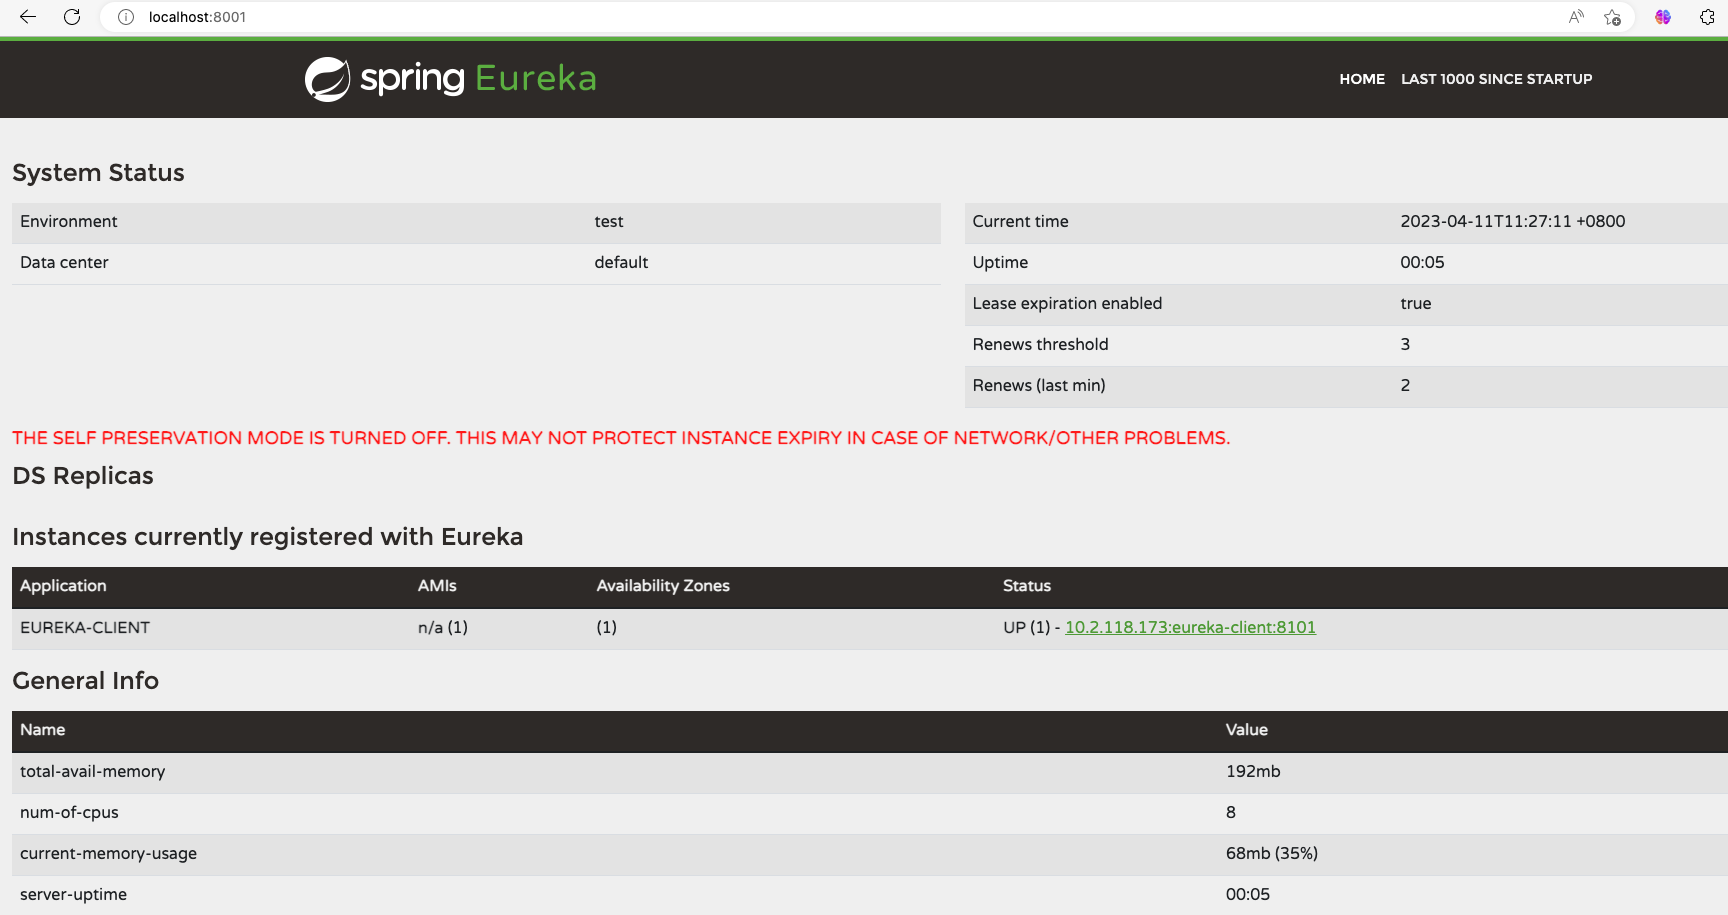 localhost:8001
spring Eureka
HOME LAST 1000 SINCE STARTUP
System Status
Environment test
Data center default
Current time 2023-04-11T11:27:11 +0800
Uptime 00:05
Lease expiration enabled true
Renews threshold 3
Renews (last min) 2
THE SELF PRESERVATION MODE IS TURNED OFF. THIS MAY NOT PROTECT INSTANCE EXPIRY IN CASE OF NETWORK/OTHER PROBLEMS.
DS Replicas
Instances currently registered with Eureka
Application AMIs Availability Zones Status
EUREKA-CLIENT n/a (1) (1) UP (1) - 10.2.118.173:eureka-client:8101
General Info
Name Value
total-avail-memory 192mb
num-of-cpus 8
current-memory-usage 68mb (35%)
server-uptime 00:05